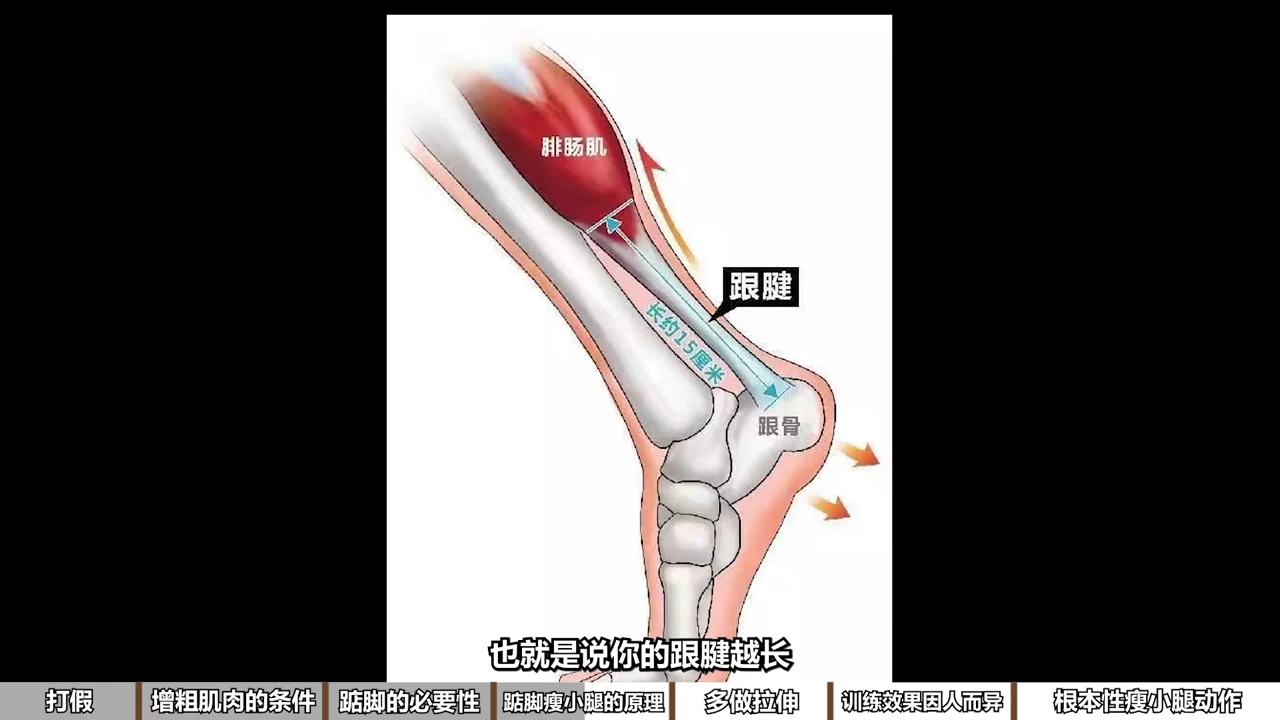 腓肠肌
跟腱
长约15厘米
跟骨
也就是说你的跟腱越长
打假
增粗肌肉的条件
踮脚的必要性
踮脚瘦小腿的原理
多做拉伸
训练效果因人而异
根本性瘦小腿动作